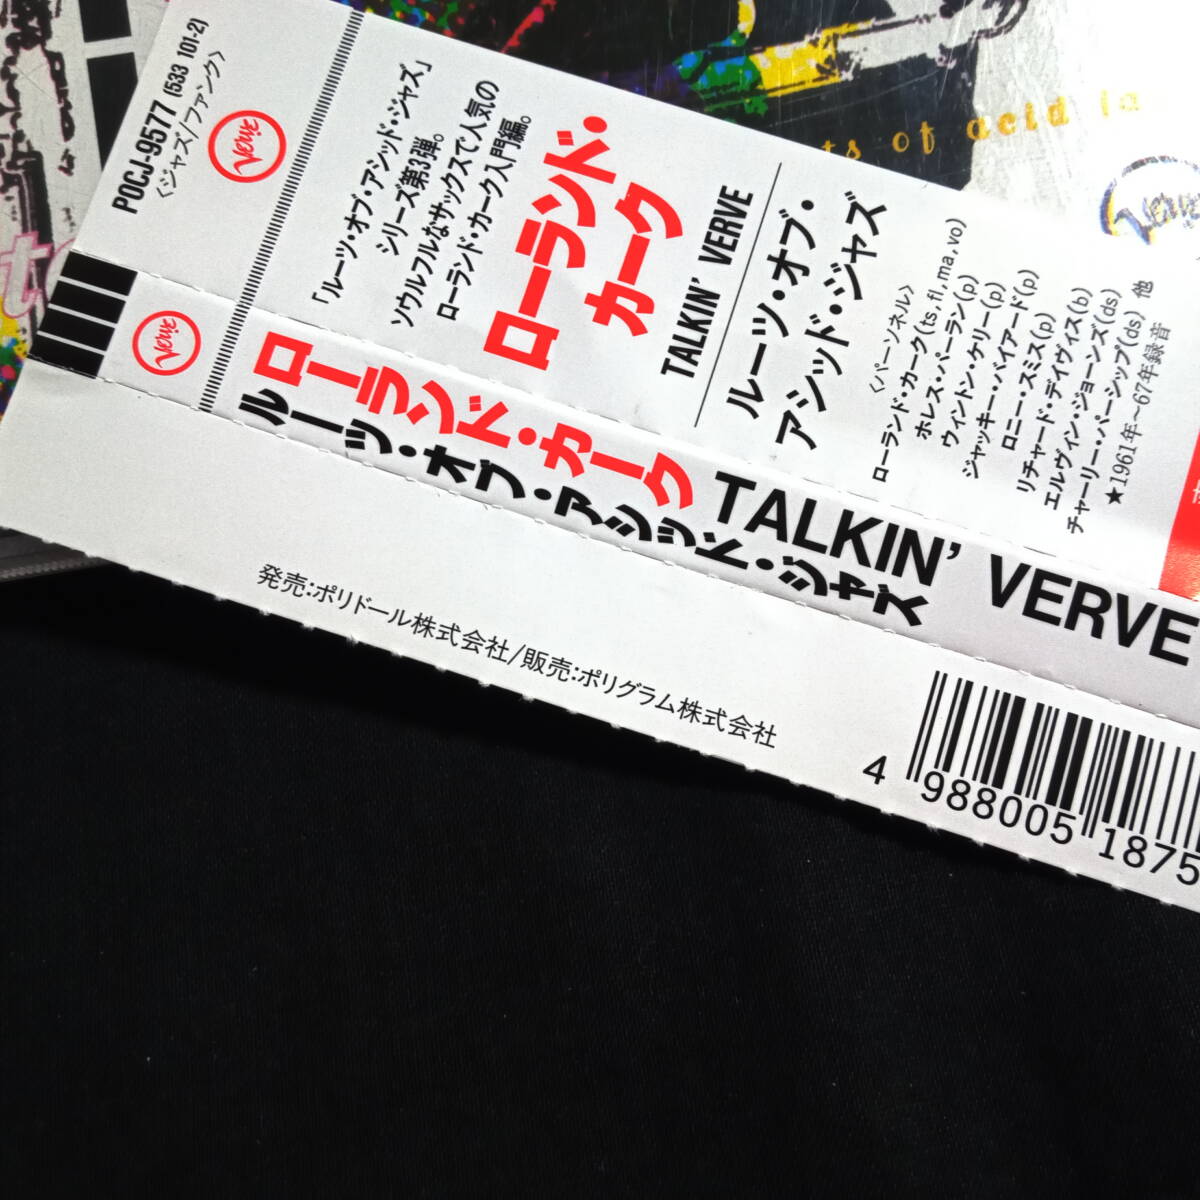 POCJ-9577 (533 101-2)
〈ジャズ/ファンク〉
Verve
「ルーツ・オブ・アシッド・ジャズ」
シリーズ第3弾。
ソウルフルなサックスで人気の
ローランド・カーク入門編。
ローランド・
カーク
TALKIN' VERVE
ルーツ・オブ・
アシッド・ジャズ
〈パーソネル〉
ローランド・カーク(ts,fl,ma,vo)
ホレス・パーラン(p)
ウィントン・ケリー(p)
ジャッキー・バイアード(p)
ロニー・スミス(p)
リチャード・デイヴィス(b)
エルヴィン・ジョーンズ(ds)
チャーリー・パーシップ(ds) 他
★1961年〜67年録音
Verve
ローランド・カーク
ルーツ・オブ・アシッド・ジャズ
TALKIN' VERVE
発売:ポリドール株式会社/販売:ポリグラム株式会社
4 988005 1875
ts of acid ja
Verve